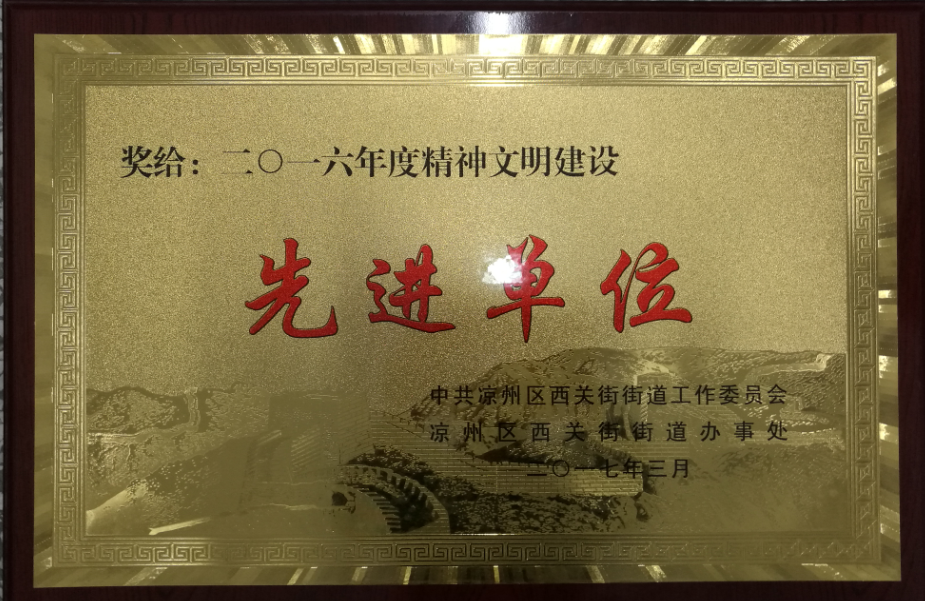 奖给：二〇一六年度精神文明建设
先进单位
中共凉州区西关街街道工作委员会
凉州区西关街街道办事处
二〇一七年三月